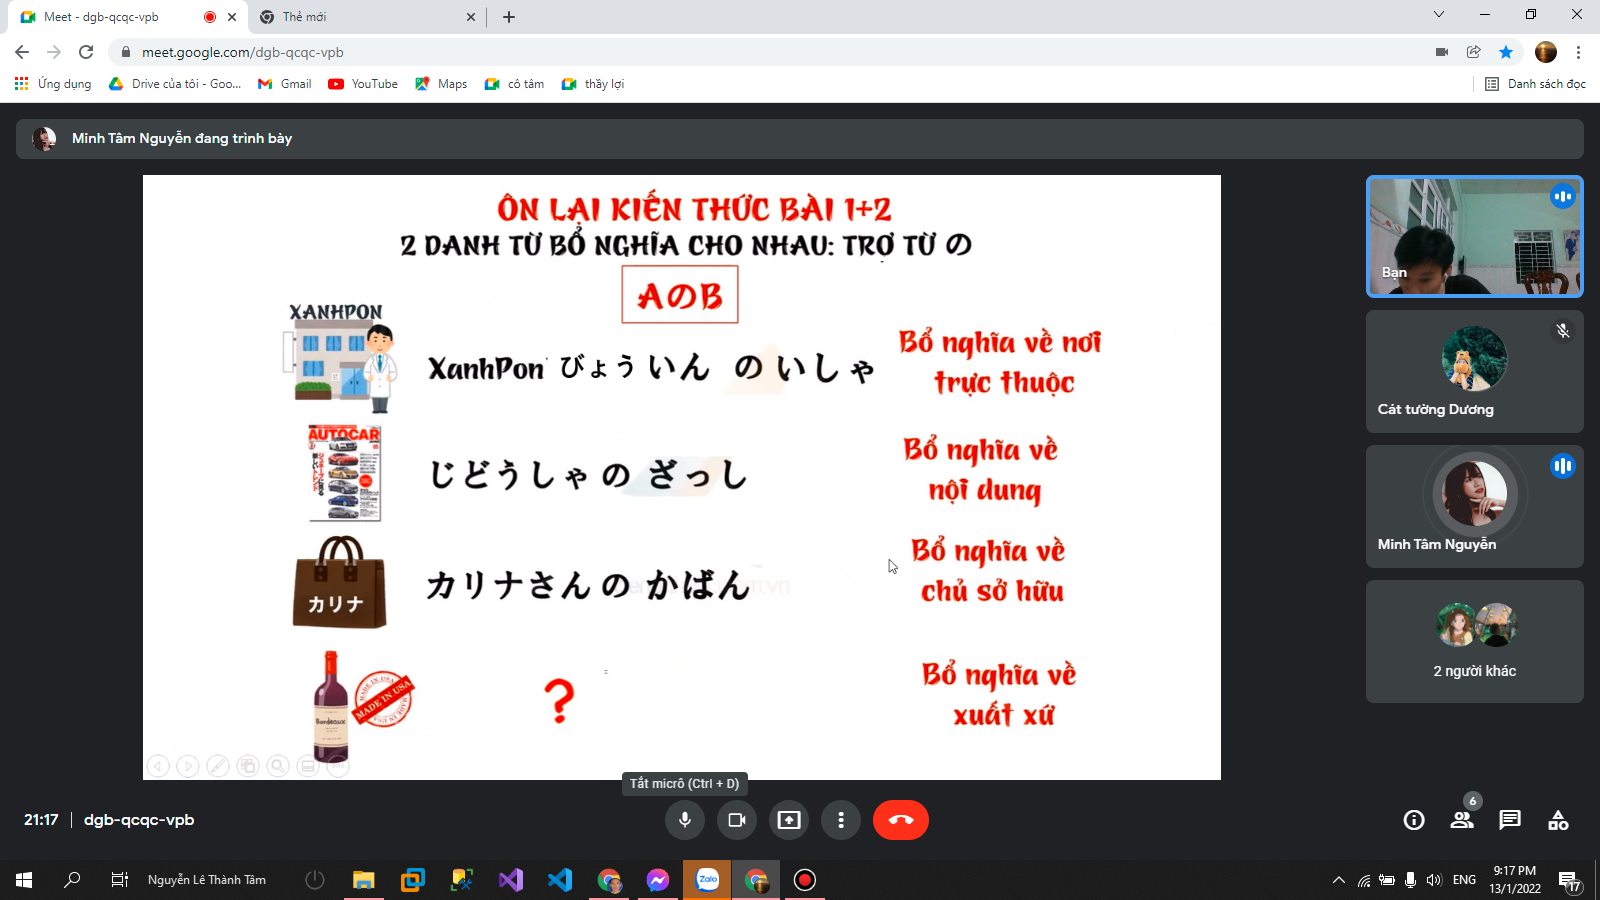 Meet - dgb-qcqc-vpb
Thẻ mới
meet.google.com/dgb-qcqc-vpb
Ứng dụng
Drive của tôi - Goo...
Gmail
YouTube
Maps
cô tâm
thầy lợi
Danh sách đọc
Minh Tâm Nguyễn đang trình bày
ÔN LẠI KIẾN THỨC BÀI 1+2
2 DANH TỪ BỔ NGHĨA CHO NHAU: TRỢ TỪ の
AのB
XANHPON
XanhPon びょういん の いしゃ
Bổ nghĩa về nơi
trực thuộc
AUTOCAR
じどうしゃ の ざっし
Bổ nghĩa về
nội dung
カリナ
カリナさん の かばん
Bổ nghĩa về
chủ sở hữu
Bordeaux
MADE IN USA
?
Bổ nghĩa về
xuất xứ
Bạn
Cát tường Dương
Minh Tâm Nguyễn
2 người khác
Tắt micrô (Ctrl + D)
21:17
dgb-qcqc-vpb
6
Nguyễn Lê Thành Tâm
Zalo
ENG
9:17 PM
13/1/2022
17